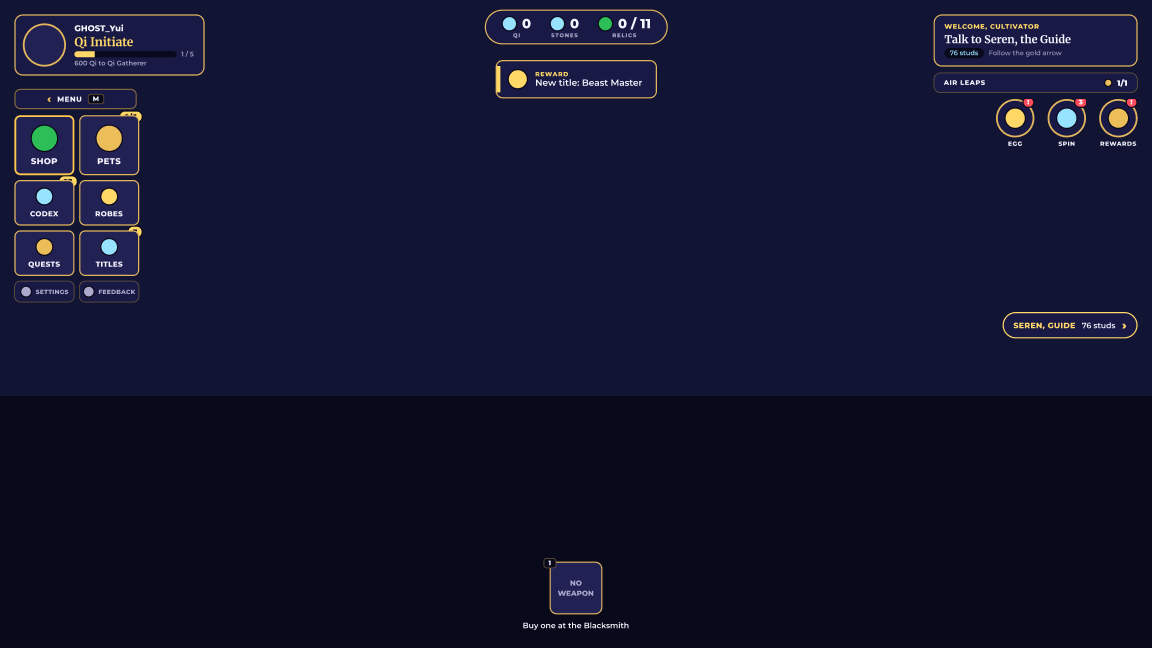 GHOST_Yui
Qi Initiate
1 / 5
600 Qi to Qi Gatherer
0
QI
0
STONES
0 / 11
RELICS
REWARD
New title: Beast Master
WELCOME, CULTIVATOR
Talk to Seren, the Guide
76 studs Follow the gold arrow
AIR LEAPS 1/1
1
EGG
3
SPIN
1
REWARDS
‹ MENU M
SHOP
PETS
CODEX
ROBES
QUESTS
TITLES
SETTINGS
FEEDBACK
SEREN, GUIDE 76 studs ›
1
NO
WEAPON
Buy one at the Blacksmith